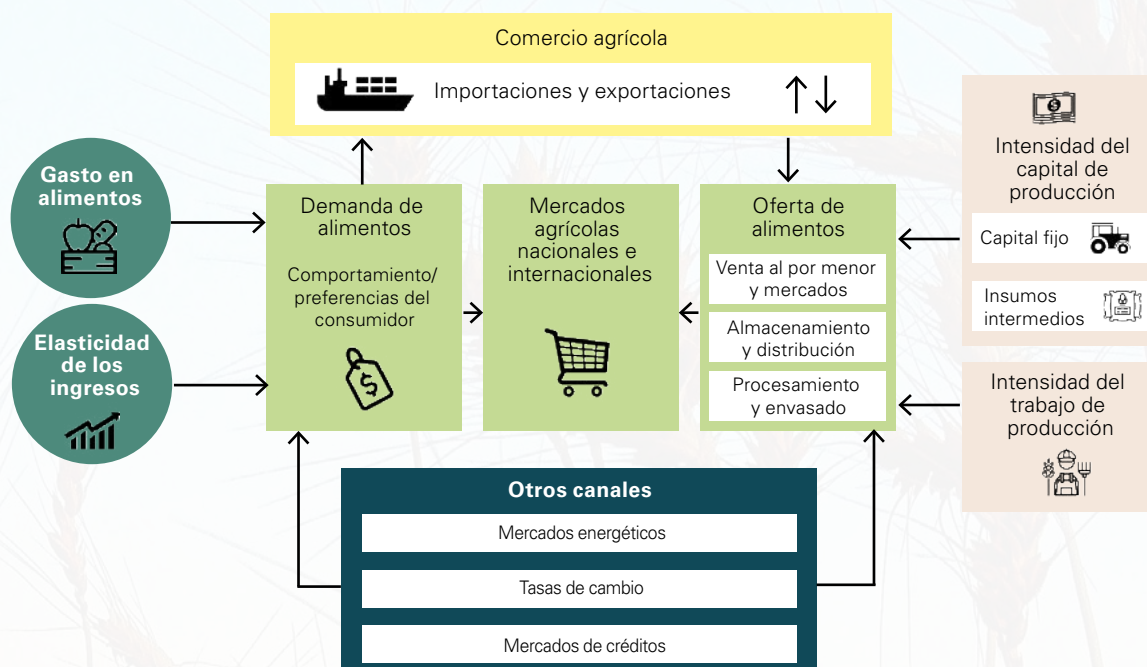 Comercio agrícola
Importaciones y exportaciones
Gasto en
alimentos
Elasticidad
de los
ingresos
Demanda de
alimentos
Comportamiento/
preferencias del
consumidor
$
Mercados
agrícolas
nacionales e
internacionales
Oferta de
alimentos
Venta al por menor
y mercados
Almacenamiento
y distribución
Procesamiento
y envasado
$
Intensidad del
capital de
producción
Capital fijo
Insumos
intermedios
Intensidad del
trabajo de
producción
Otros canales
Mercados energéticos
Tasas de cambio
Mercados de créditos